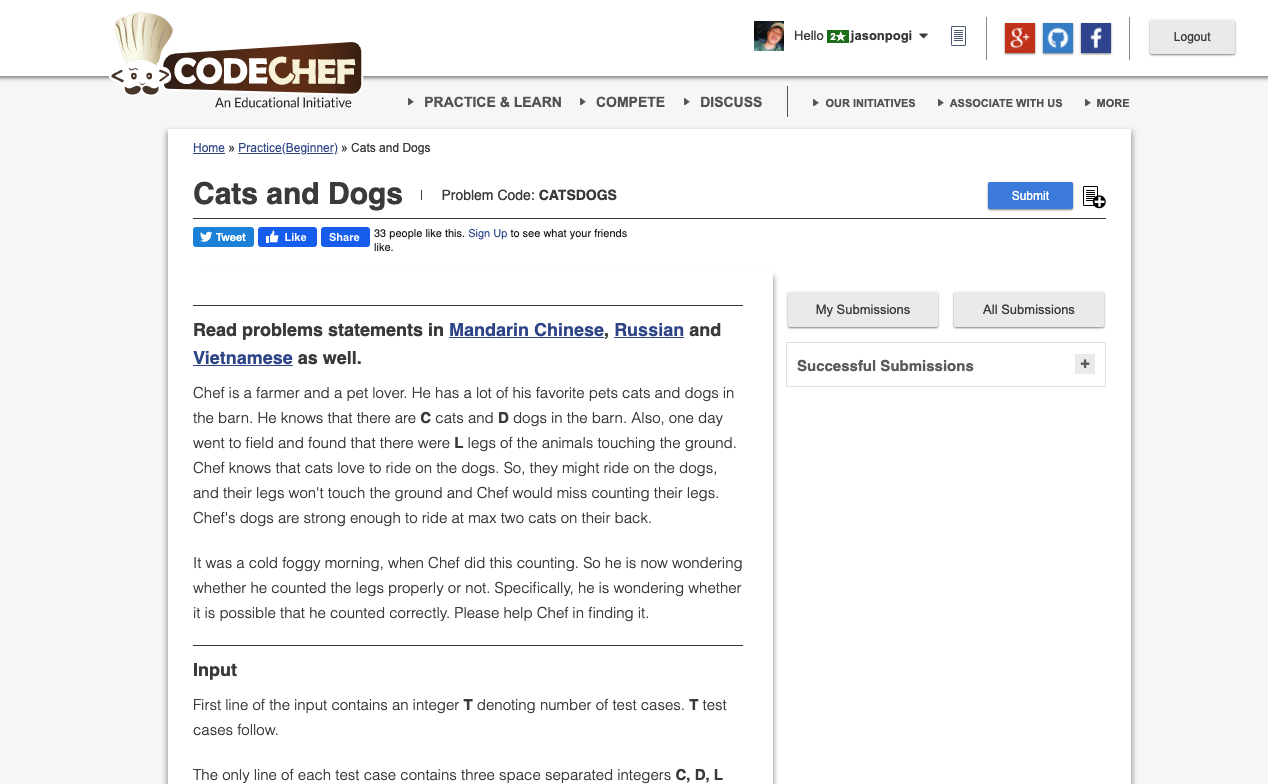 Hello 2★jasonpogi
Logout
CODECHEF
An Educational Initiative
PRACTICE & LEARN COMPETE DISCUSS OUR INITIATIVES ASSOCIATE WITH US MORE
Home » Practice(Beginner) » Cats and Dogs
Cats and Dogs | Problem Code: CATSDOGS
Submit
Tweet Like Share 33 people like this. Sign Up to see what your friends
like.
My Submissions All Submissions
Successful Submissions +
Read problems statements in Mandarin Chinese, Russian and
Vietnamese as well.
Chef is a farmer and a pet lover. He has a lot of his favorite pets cats and dogs in
the barn. He knows that there are C cats and D dogs in the barn. Also, one day
went to field and found that there were L legs of the animals touching the ground.
Chef knows that cats love to ride on the dogs. So, they might ride on the dogs,
and their legs won't touch the ground and Chef would miss counting their legs.
Chef's dogs are strong enough to ride at max two cats on their back.
It was a cold foggy morning, when Chef did this counting. So he is now wondering
whether he counted the legs properly or not. Specifically, he is wondering whether
it is possible that he counted correctly. Please help Chef in finding it.
Input
First line of the input contains an integer T denoting number of test cases. T test
cases follow.
The only line of each test case contains three space separated integers C, D, L